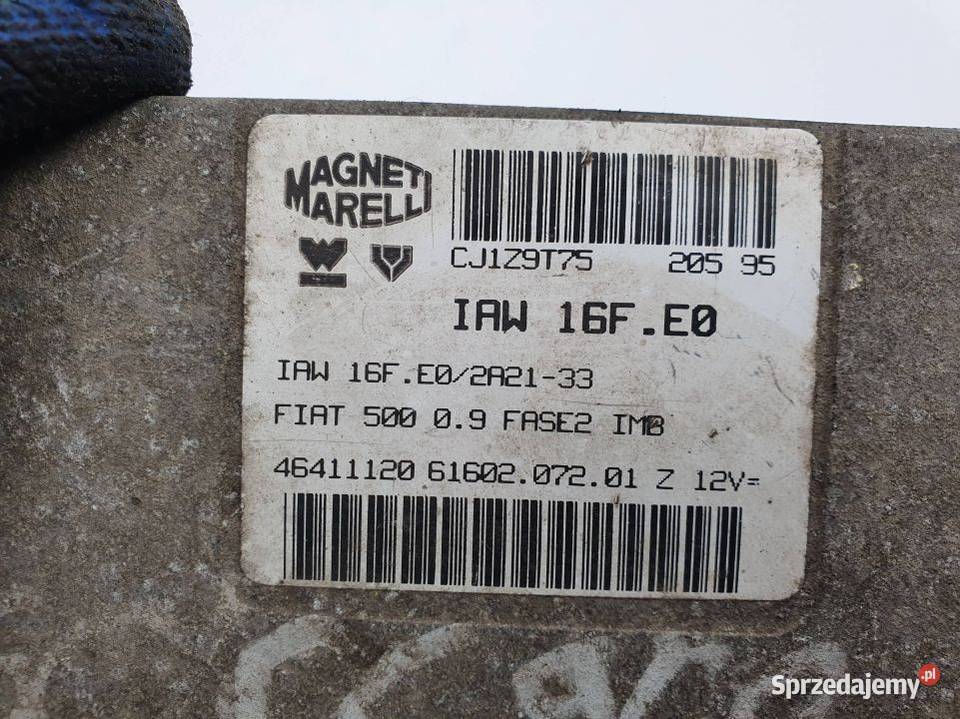 MAGNETI
MARELLI
CJ1Z9T75 205 95
IAW 16F.E0
IAW 16F.E0/2A21-33
FIAT 500 0.9 FASE2 IMB
46411120 61602.072.01 Z 12V=
Sprzedajemy.pl